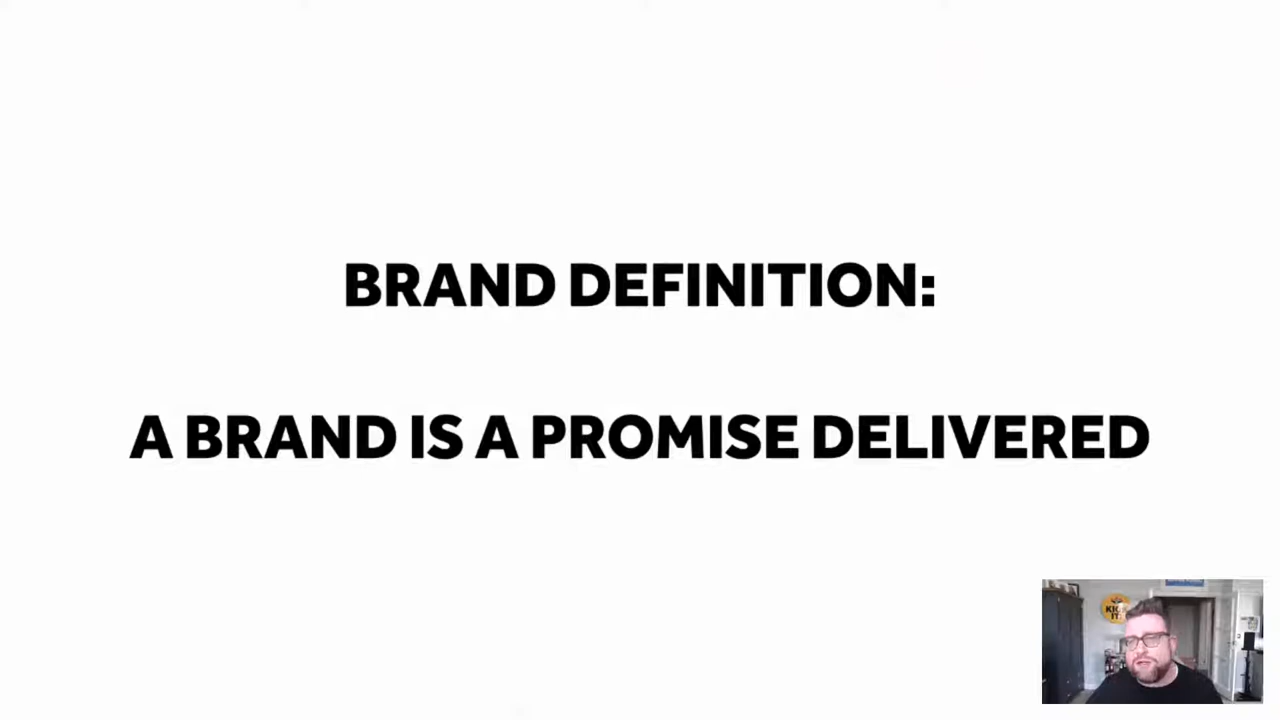 BRAND DEFINITION:
A BRAND IS A PROMISE DELIVERED